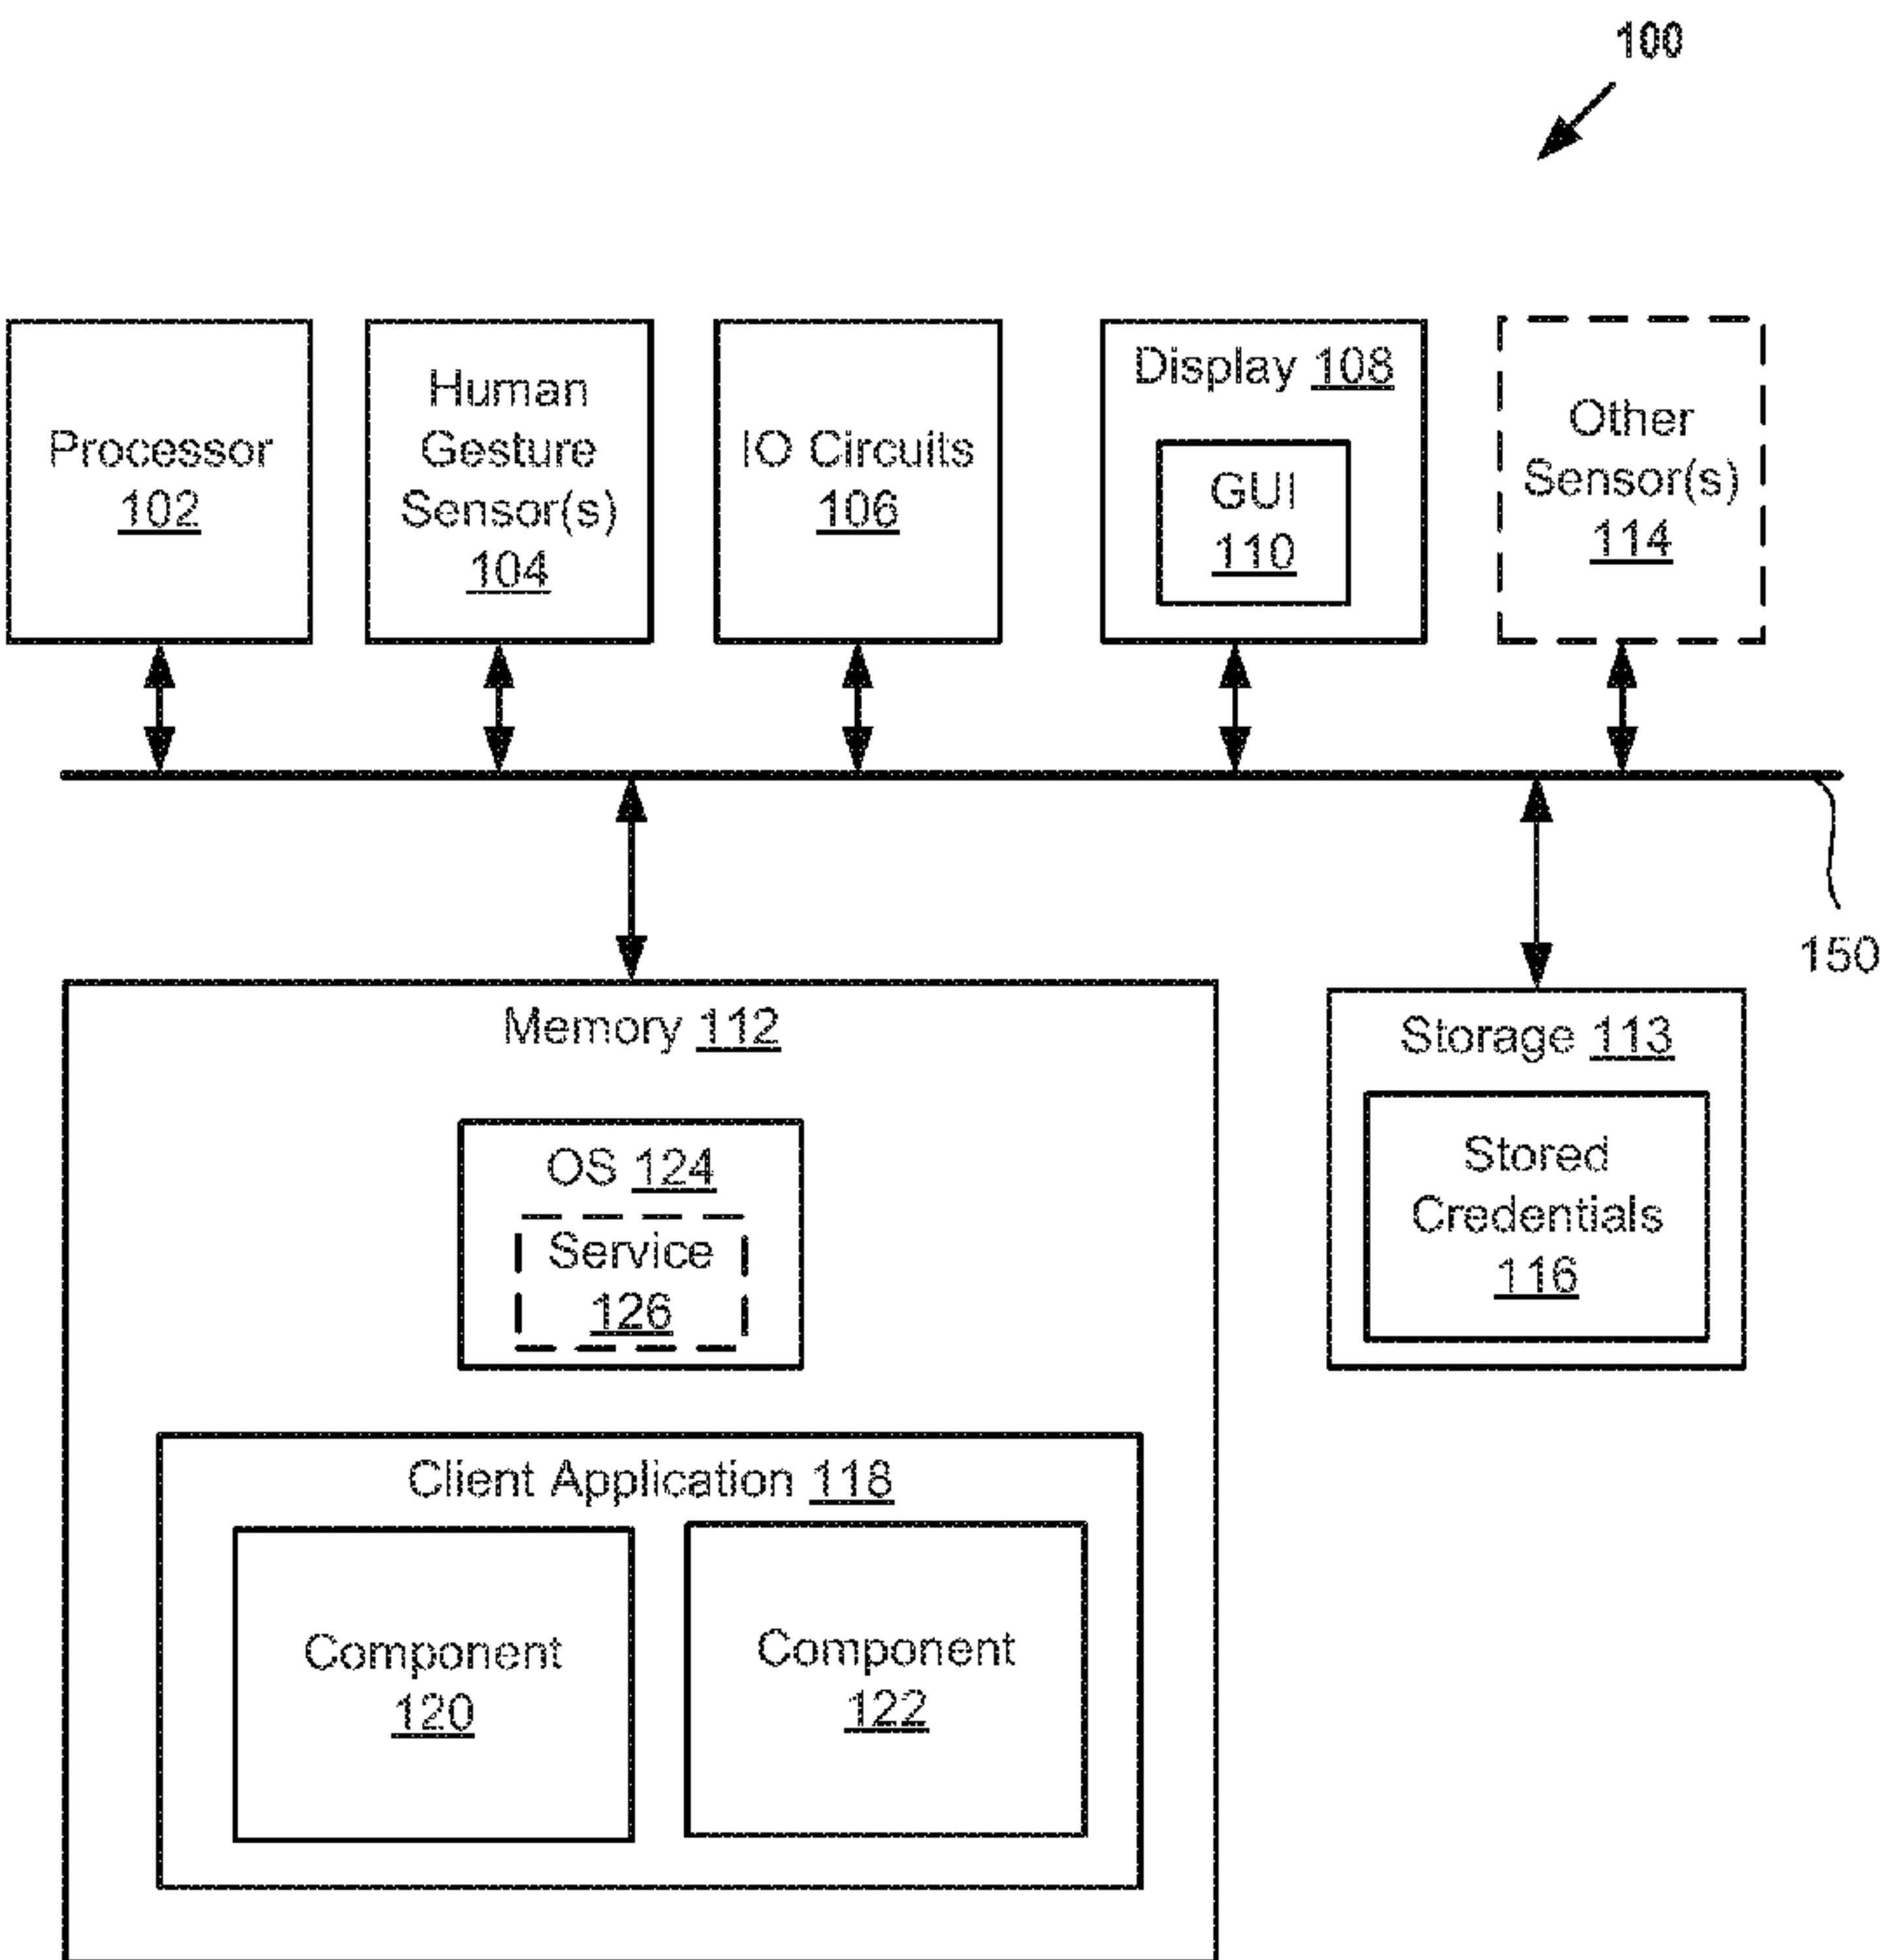 100
Processor
102
Human
Gesture
Sensor(s)
104
IO Circuits
106
Display 108
GUI
110
Other
Sensor(s)
114
150
Memory 112
OS 124
Service
126
Client Application 118
Component
120
Component
122
Storage 113
Stored
Credentials
116